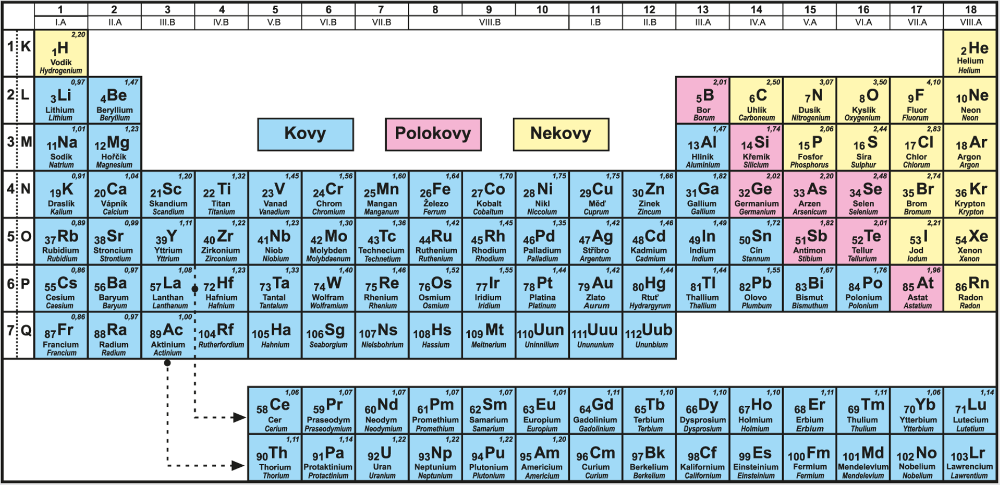 1 2 3 4 5 6 7 8 9 10 11 12 13 14 15 16 17 18
I.A II.A III.B IV.B V.B VI.B VII.B VIII.B I.B II.B III.A IV.A V.A VI.A VII.A VIII.A
2,20
1 K 1H 2He
Vodík Helium
Hydrogenium Helium
0,97 1,47 2,01 2,50 3,07 3,50 4,10
2 L 3Li 4Be 5B 6C 7N 8O 9F 10Ne
Lithium Beryllium Bor Uhlík Dusík Kyslík Fluor Neon
Lithium Beryllium Borum Carboneum Nitrogenium Oxygenium Fluorum Neon
Kovy Polokovy Nekovy
1,01 1,23 1,47 1,74 2,06 2,44 2,83
3 M 11Na 12Mg 13Al 14Si 15P 16S 17Cl 18Ar
Sodík Hořčík Hliník Křemík Fosfor Síra Chlor Argon
Natrium Magnesium Aluminium Silicium Phosphorus Sulphur Chlorum Argon
0,91 1,04 1,20 1,32 1,45 1,56 1,60 1,64 1,70 1,75 1,75 1,66 1,82 2,02 2,20 2,48 2,74
4 N 19K 20Ca 21Sc 22Ti 23V 24Cr 25Mn 26Fe 27Co 28Ni 29Cu 30Zn 31Ga 32Ge 33As 34Se 35Br 36Kr
Draslík Vápník Skandium Titan Vanad Chrom Mangan Železo Kobalt Nikl Měď Zinek Gallium Germanium Arzen Selen Brom Krypton
Kalium Calcium Scandium Titanium Vanadium Chromium Manganum Ferrum Cobaltum Niccolum Cuprum Zincum Gallium Germanium Arsenicum Selenium Bromum Krypton
0,89 0,99 1,11 1,22 1,23 1,30 1,36 1,42 1,45 1,35 1,42 1,46 1,49 1,72 1,82 2,01 2,21
5 O 37Rb 38Sr 39Y 40Zr 41Nb 42Mo 43Tc 44Ru 45Rh 46Pd 47Ag 48Cd 49In 50Sn 51Sb 52Te 53I 54Xe
Rubidium Stroncium Yttrium Zirkonium Niob Molybden Technecium Ruthenium Rhodium Palladium Stříbro Kadmium Indium Cín Antimon Tellur Jod Xenon
Rubidium Strontium Yttrium Zirconium Niobium Molybdaenum Technetium Ruthenium Rhodium Palladium Argentum Cadmium Indium Stannum Stibium Tellurium Iodum Xenon
0,86 0,97 1,08 1,23 1,33 1,40 1,46 1,52 1,55 1,44 1,42 1,44 1,44 1,55 1,67 1,76 1,96
6 P 55Cs 56Ba 57La 72Hf 73Ta 74W 75Re 76Os 77Ir 78Pt 79Au 80Hg 81Tl 82Pb 83Bi 84Po 85At 86Rn
Cesium Baryum Lanthan Hafnium Tantal Wolfram Rhenium Osmium Iridium Platina Zlato Rtuť Thallium Olovo Bismut Polonium Astat Radon
Caesium Baryum Lanthanum Hafnium Tantalum Wolframium Rhenium Osmium Iridium Platinum Aurum Hydrargyrum Thallium Plumbum Bismuthum Polonium Astatium Radon
0,86 0,97 1,00
7 Q 87Fr 88Ra 89Ac 104Rf 105Ha 106Sg 107Ns 108Hs 109Mt 110Uun 111Uuu 112Uub
Francium Radium Aktinium Rutherfordium Hahnium Seaborgium Nielsbohrium Hassium Meitnerium Uninnilium Unununium Ununbium
Francium Radium Actinium
1,06 1,07 1,07 1,07 1,07 1,01 1,11 1,10 1,10 1,10 1,11 1,11 1,06 1,14
58Ce 59Pr 60Nd 61Pm 62Sm 63Eu 64Gd 65Tb 66Dy 67Ho 68Er 69Tm 70Yb 71Lu
Cer Praseodym Neodym Promethium Samarium Europium Gadolinium Terbium Dysprosium Holmium Erbium Thulium Ytterbium Lutecium
Cerium Praseodymium Neodymium Promethium Samarium Europium Gadolinium Terbium Dysprosium Holmium Erbium Thulium Ytterbium Lutetium
1,11 1,14 1,22 1,22 1,22 1,20
90Th 91Pa 92U 93Np 94Pu 95Am 96Cm 97Bk 98Cf 99Es 100Fm 101Md 102No 103Lr
Thorium Protaktinium Uran Neptunium Plutonium Americium Curium Berkelium Kalifornium Einsteinium Fermium Mendelevium Nobelium Lawrencium
Thorium Protactinium Uranium Neptunium Plutonium Americium Curium Berkelium Californium Einsteinium Fermium Mendelevium Nobelium Lawrentium